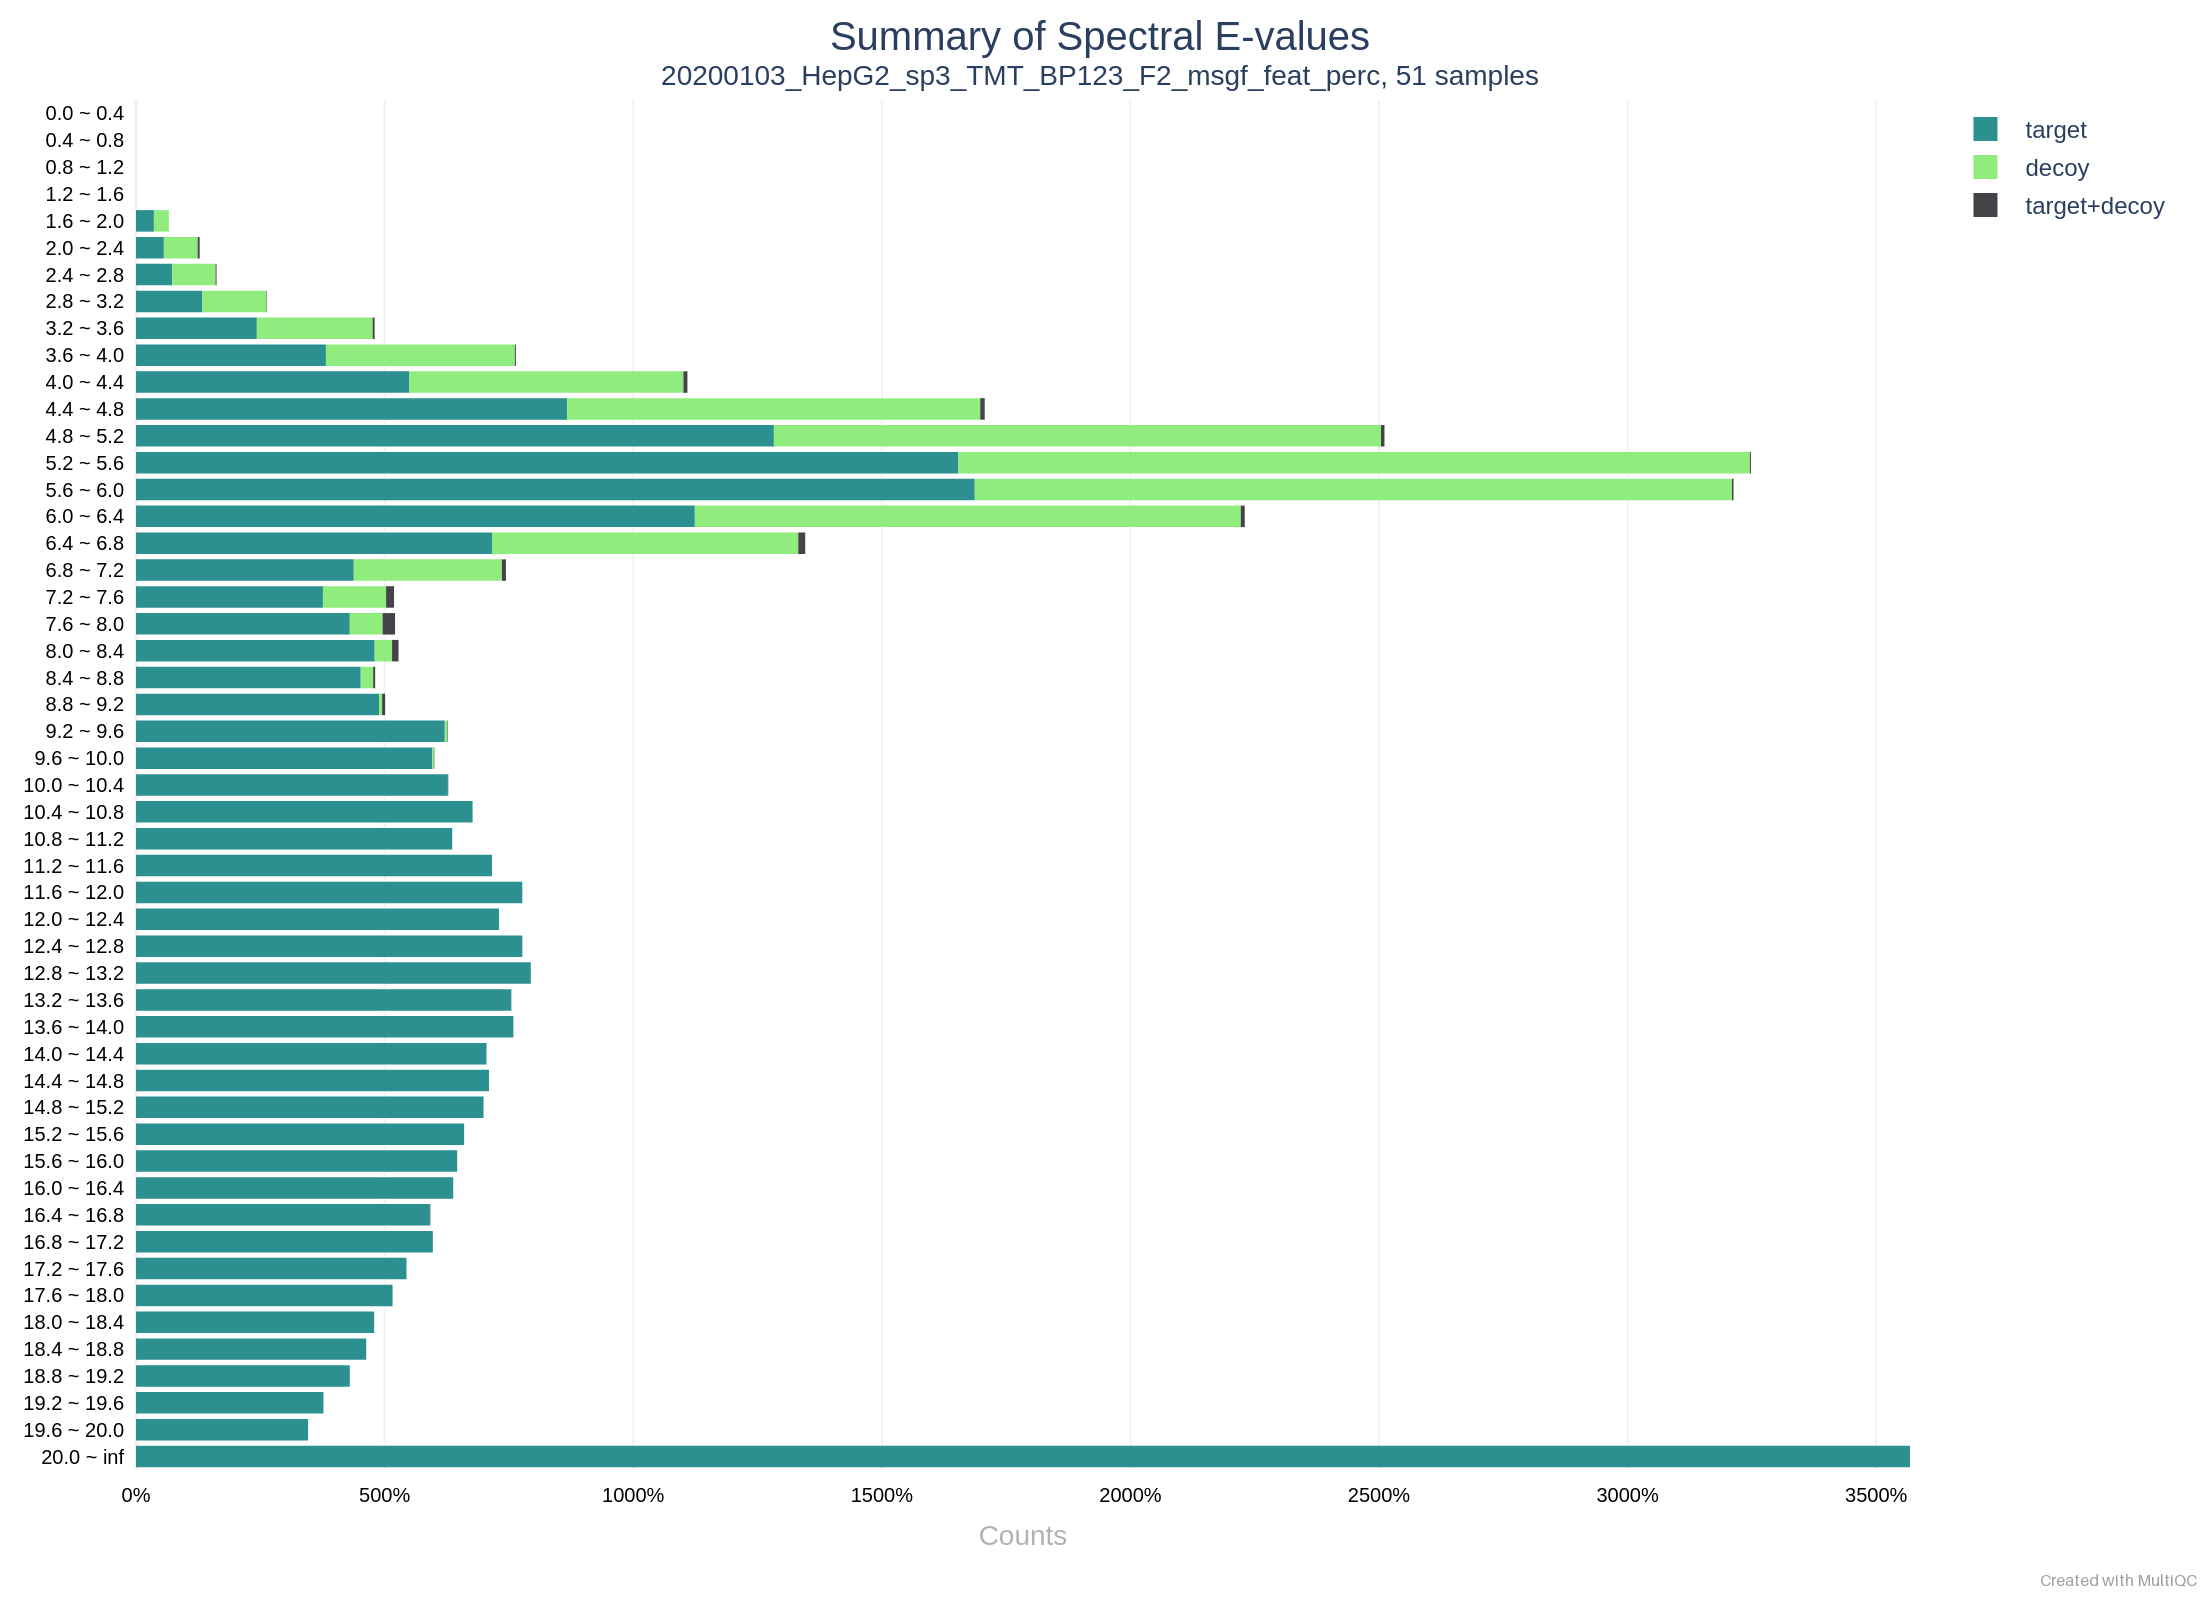 Summary of Spectral E-values
20200103_HepG2_sp3_TMT_BP123_F2_msgf_feat_perc, 51 samples
0.0 ~ 0.4
0.4 ~ 0.8
0.8 ~ 1.2
1.2 ~ 1.6
1.6 ~ 2.0
2.0 ~ 2.4
2.4 ~ 2.8
2.8 ~ 3.2
3.2 ~ 3.6
3.6 ~ 4.0
4.0 ~ 4.4
4.4 ~ 4.8
4.8 ~ 5.2
5.2 ~ 5.6
5.6 ~ 6.0
6.0 ~ 6.4
6.4 ~ 6.8
6.8 ~ 7.2
7.2 ~ 7.6
7.6 ~ 8.0
8.0 ~ 8.4
8.4 ~ 8.8
8.8 ~ 9.2
9.2 ~ 9.6
9.6 ~ 10.0
10.0 ~ 10.4
10.4 ~ 10.8
10.8 ~ 11.2
11.2 ~ 11.6
11.6 ~ 12.0
12.0 ~ 12.4
12.4 ~ 12.8
12.8 ~ 13.2
13.2 ~ 13.6
13.6 ~ 14.0
14.0 ~ 14.4
14.4 ~ 14.8
14.8 ~ 15.2
15.2 ~ 15.6
15.6 ~ 16.0
16.0 ~ 16.4
16.4 ~ 16.8
16.8 ~ 17.2
17.2 ~ 17.6
17.6 ~ 18.0
18.0 ~ 18.4
18.4 ~ 18.8
18.8 ~ 19.2
19.2 ~ 19.6
19.6 ~ 20.0
20.0 ~ inf
0% 500% 1000% 1500% 2000% 2500% 3000% 3500%
Counts
target
decoy
target+decoy
Created with MultiQC